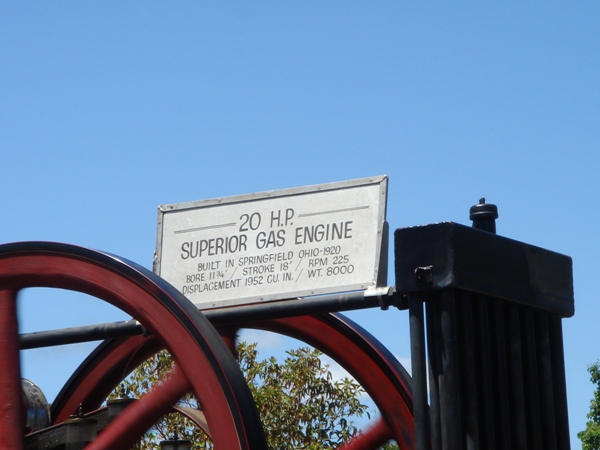 20 H.P.
SUPERIOR GAS ENGINE
BUILT IN SPRINGFIELD OHIO-1920
BORE 11¾" / STROKE 18" / RPM 225
DISPLACEMENT 1952 CU. IN. / WT. 8000